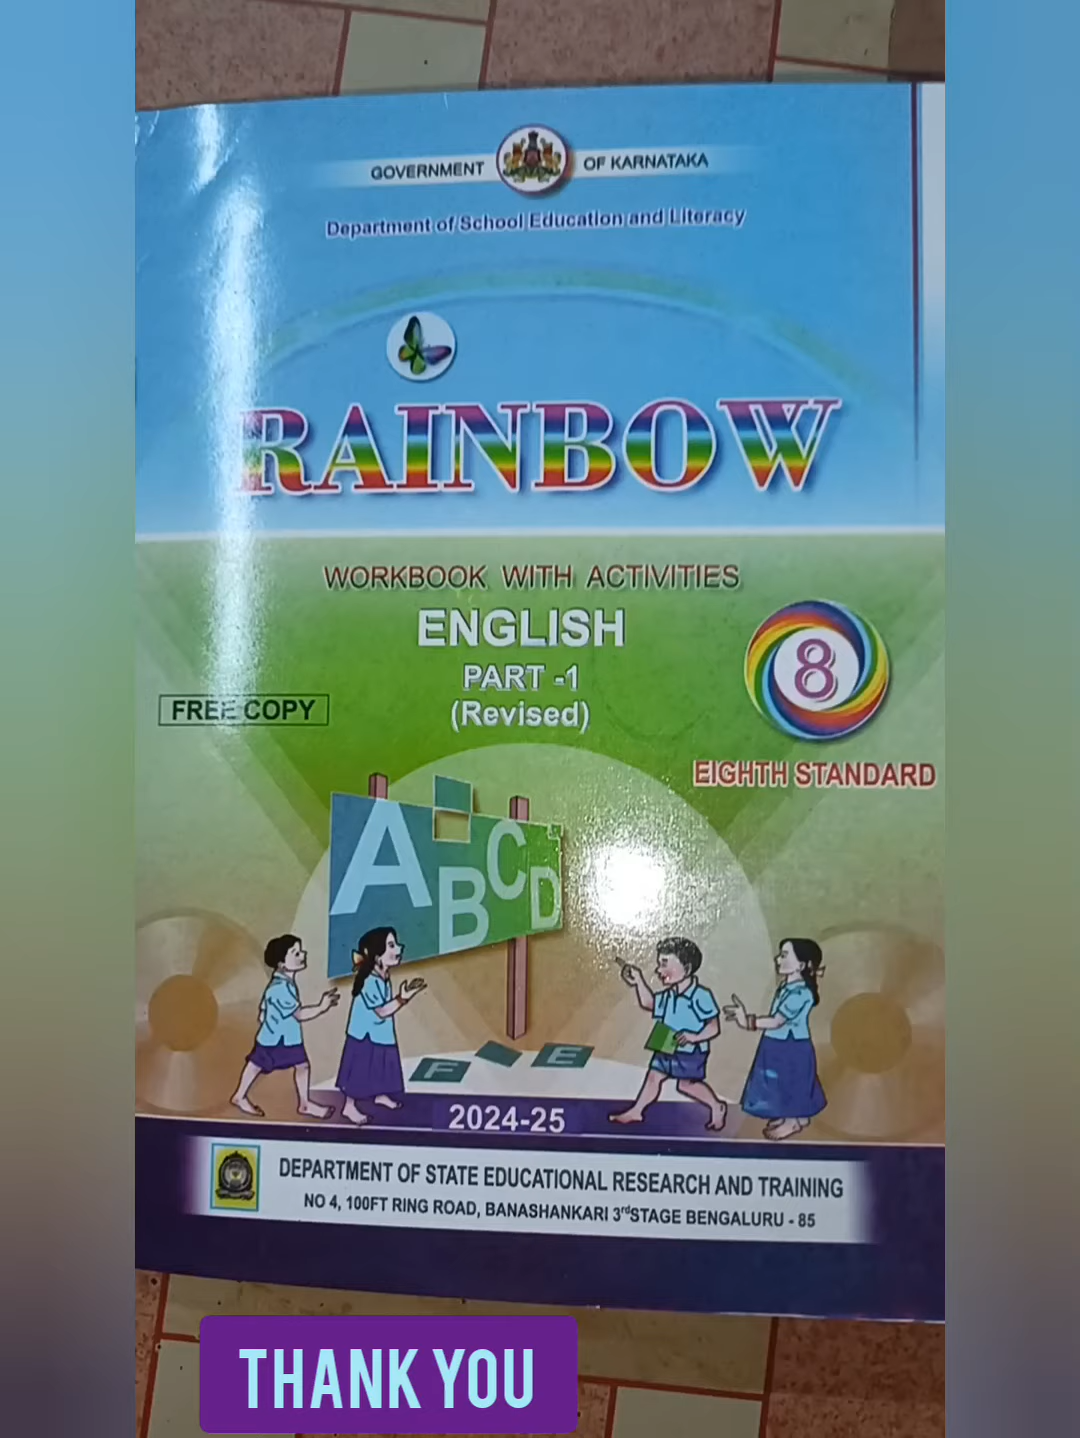 GOVERNMENT OF KARNATAKA
Department of School Education and Literacy
RAINBOW
WORKBOOK WITH ACTIVITIES
ENGLISH
PART -1
(Revised)
8
FREE COPY
EIGHTH STANDARD
A B C D
F E
2024-25
DEPARTMENT OF STATE EDUCATIONAL RESEARCH AND TRAINING
NO 4, 100FT RING ROAD, BANASHANKARI 3rd STAGE BENGALURU - 85
THANK YOU